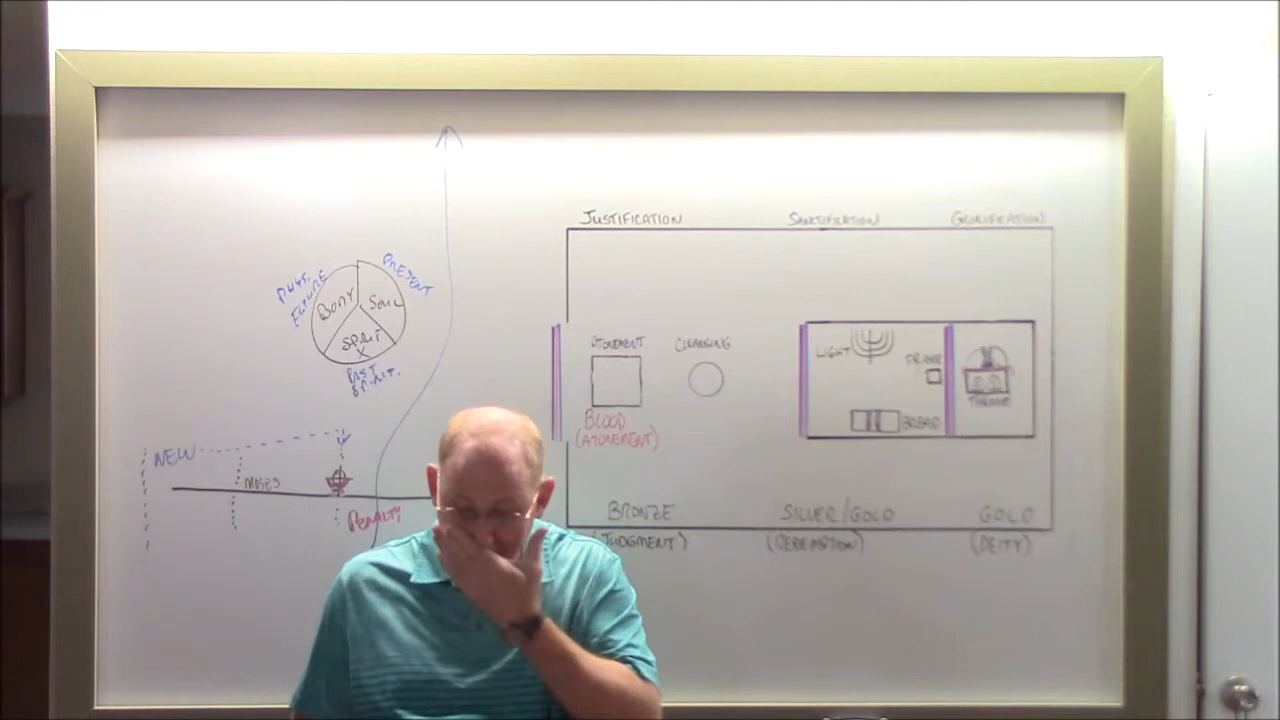 JUSTIFICATION
SANCTIFICATION
GLORIFICATION
PRESENT
FUTURE
BODY
SOUL
SPIRIT
X
PAST
ATONEMENT
CLEANSING
LIGHT
THRONE
BREAD
BLOOD
(ATONEMENT)
NEW
MOSES
PENALTY
BRONZE
SILVER/GOLD
GOLD
(JUDGMENT)
(REDEMPTION)
(DEITY)